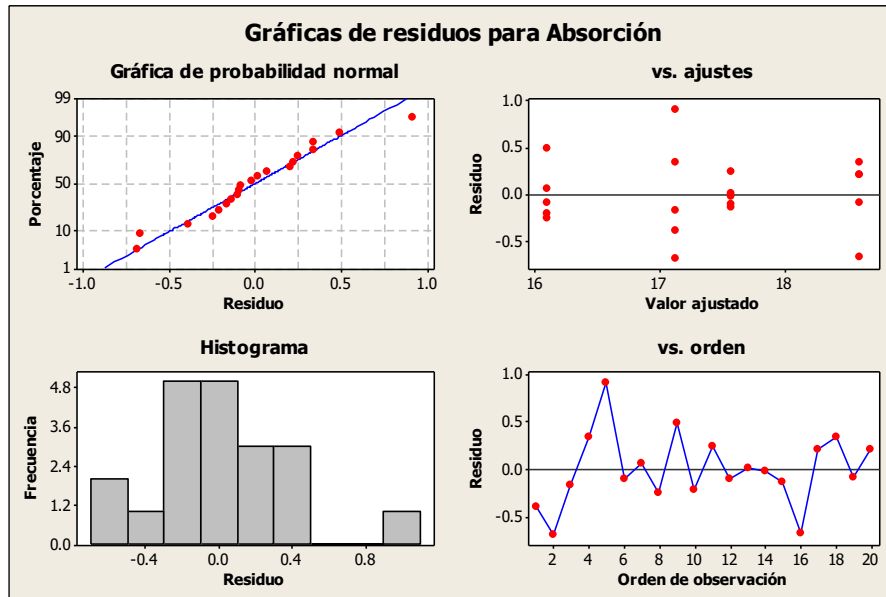 Gráficas de residuos para Absorción
Gráfica de probabilidad normal
99
90
50
10
1
Porcentaje
-1.0 -0.5 0.0 0.5 1.0
Residuo
vs. ajustes
1.0
0.5
0.0
-0.5
Residuo
16 17 18
Valor ajustado
Histograma
4.8
3.6
2.4
1.2
0.0
Frecuencia
-0.4 0.0 0.4 0.8
Residuo
vs. orden
1.0
0.5
0.0
-0.5
Residuo
2 4 6 8 10 12 14 16 18 20
Orden de observación